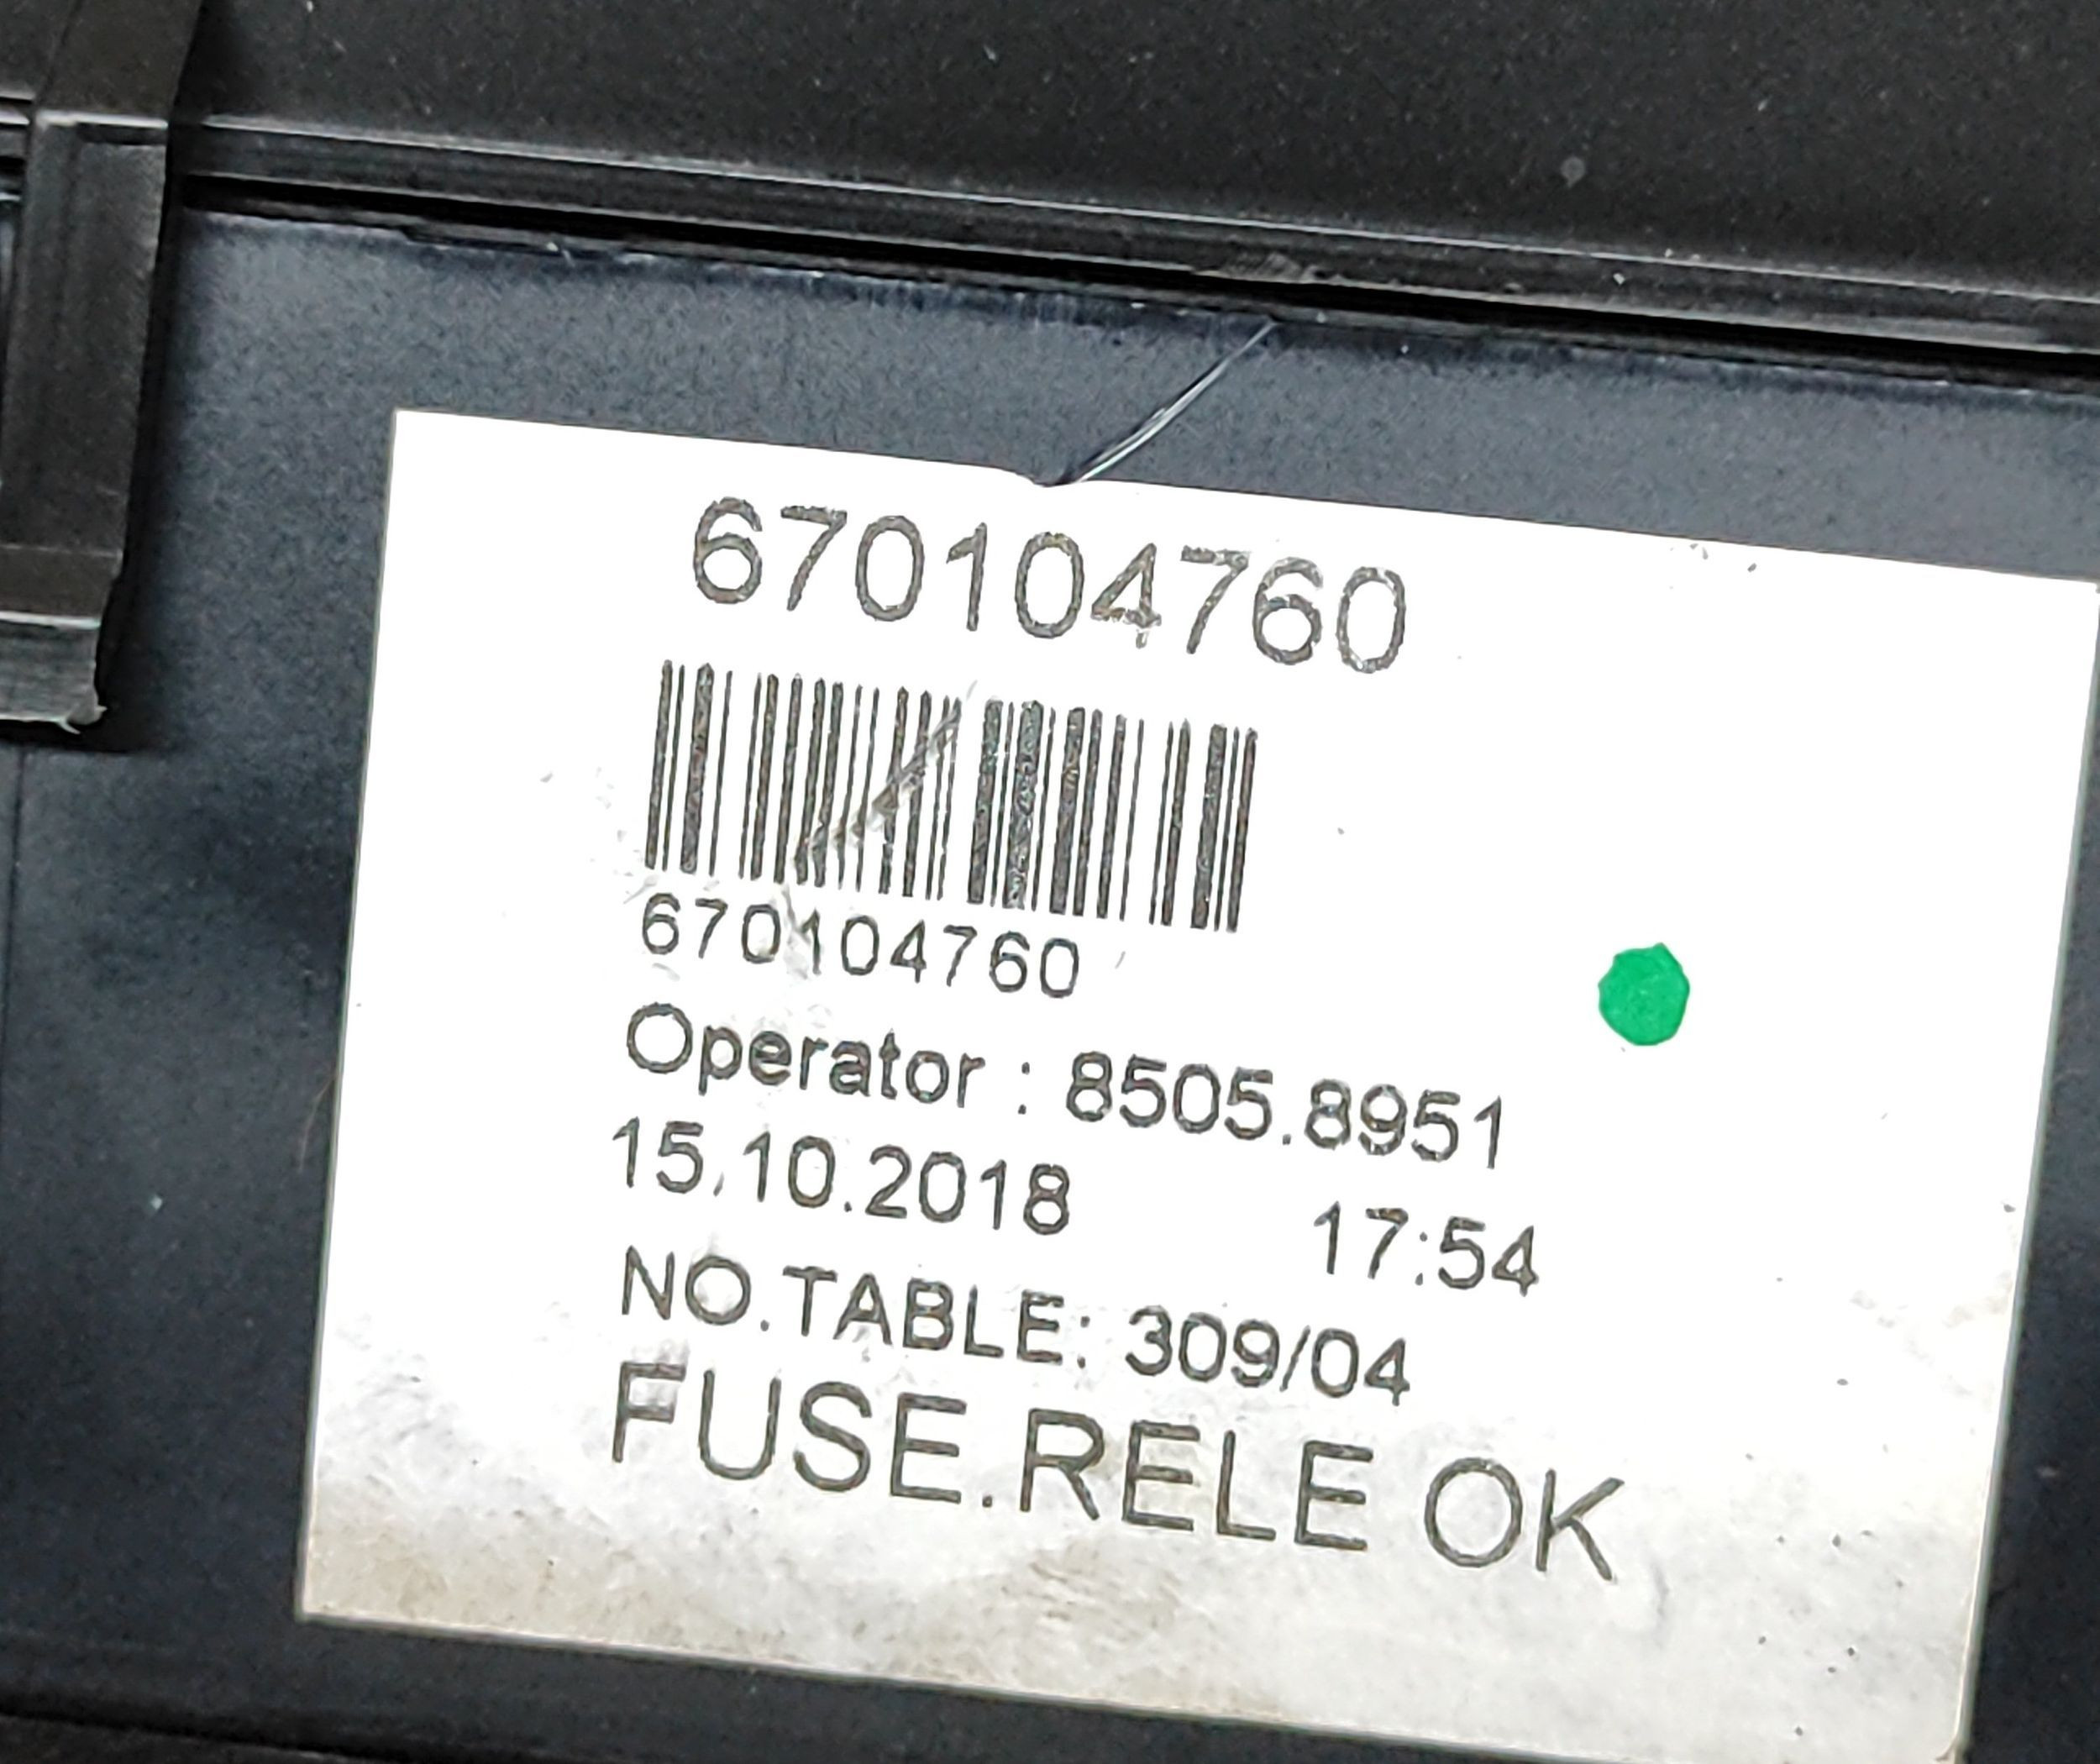 670104760
670104760
Operator : 8505.8951
15.10.2018 17:54
NO.TABLE: 309/04
FUSE.RELE OK